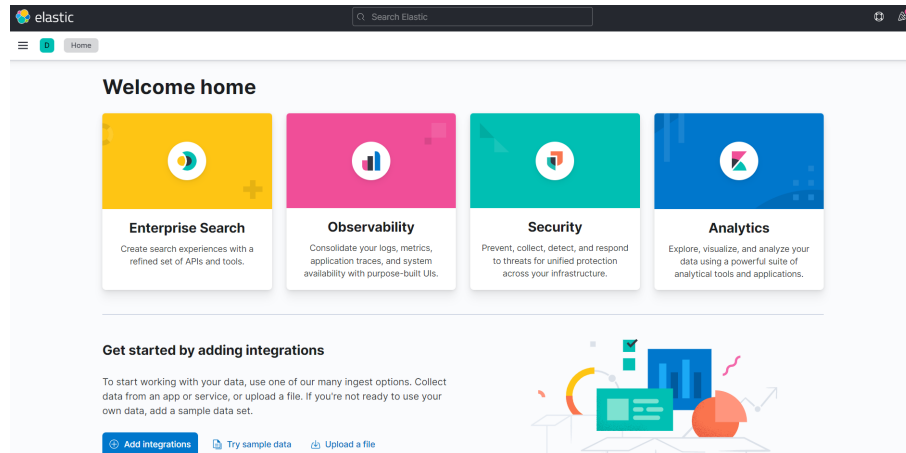 elastic
Search Elastic
D
Home
Welcome home
Enterprise Search
Create search experiences with a
refined set of APIs and tools.
Observability
Consolidate your logs, metrics,
application traces, and system
availability with purpose-built UIs.
Security
Prevent, collect, detect, and respond
to threats for unified protection
across your infrastructure.
Analytics
Explore, visualize, and analyze your
data using a powerful suite of
analytical tools and applications.
Get started by adding integrations
To start working with your data, use one of our many ingest options. Collect
data from an app or service, or upload a file. If you're not ready to use your
own data, add a sample data set.
Add integrations
Try sample data
Upload a file